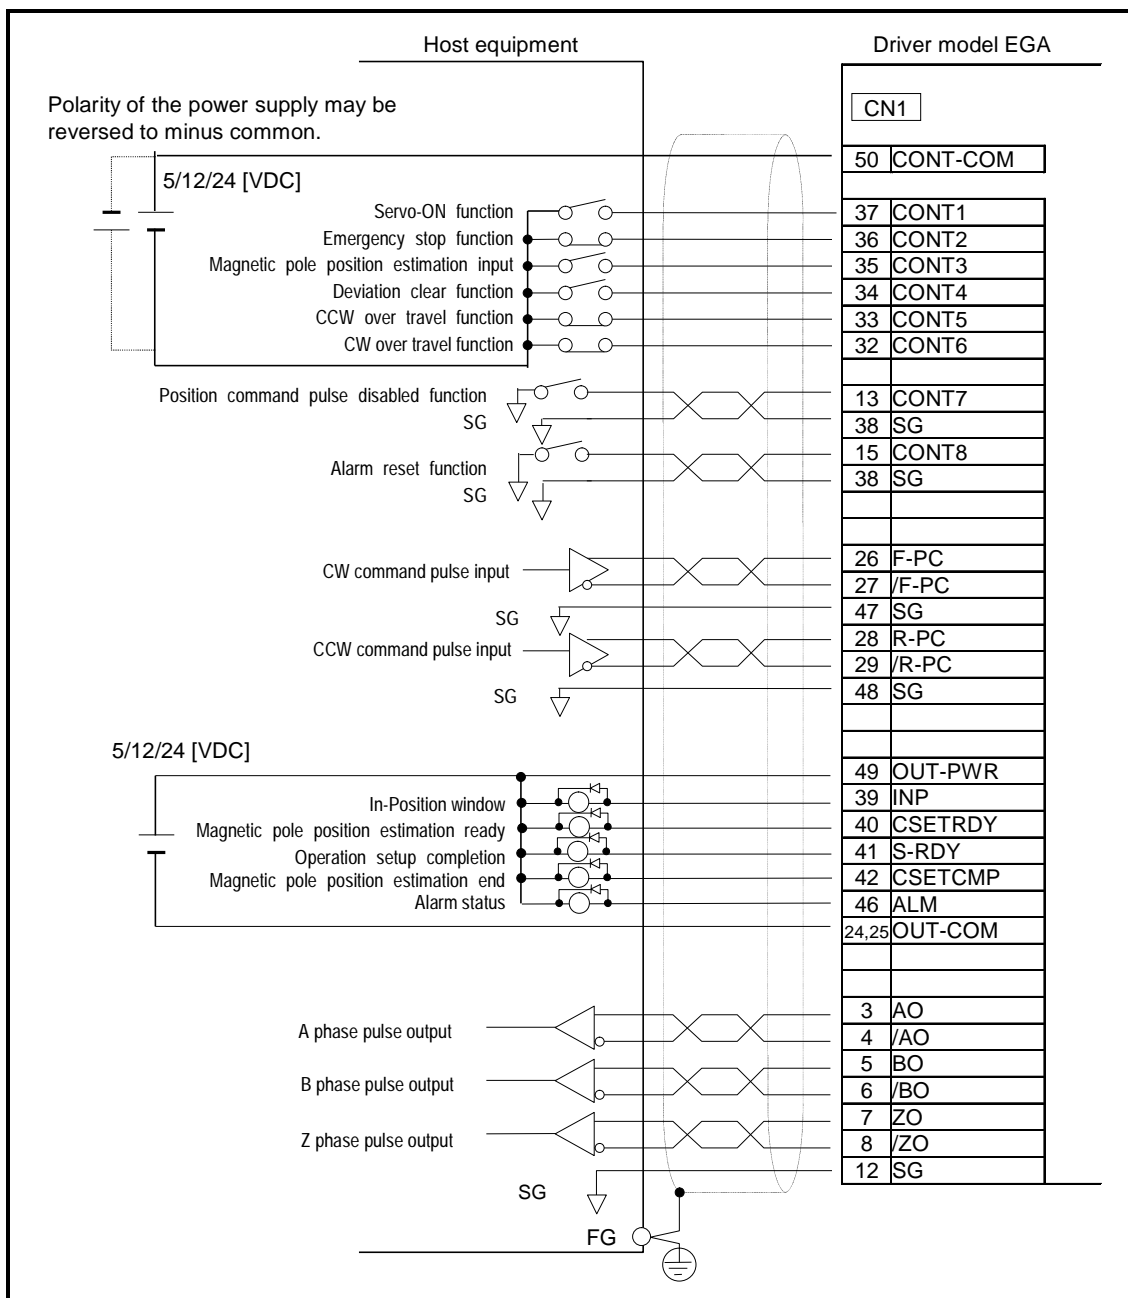 Host equipment
Driver model EGA
Polarity of the power supply may be
reversed to minus common.
CN1
50 CONT-COM
5/12/24 [VDC]
Servo-ON function
37 CONT1
Emergency stop function
36 CONT2
Magnetic pole position estimation input
35 CONT3
Deviation clear function
34 CONT4
CCW over travel function
33 CONT5
CW over travel function
32 CONT6
Position command pulse disabled function
13 CONT7
SG
38 SG
Alarm reset function
15 CONT8
SG
38 SG
CW command pulse input
26 F-PC
27 /F-PC
SG
47 SG
CCW command pulse input
28 R-PC
29 /R-PC
SG
48 SG
5/12/24 [VDC]
49 OUT-PWR
In-Position window
39 INP
Magnetic pole position estimation ready
40 CSETRDY
Operation setup completion
41 S-RDY
Magnetic pole position estimation end
42 CSETCMP
Alarm status
46 ALM
24,25 OUT-COM
A phase pulse output
3 AO
4 /AO
B phase pulse output
5 BO
6 /BO
Z phase pulse output
7 ZO
8 /ZO
SG
12 SG
FG